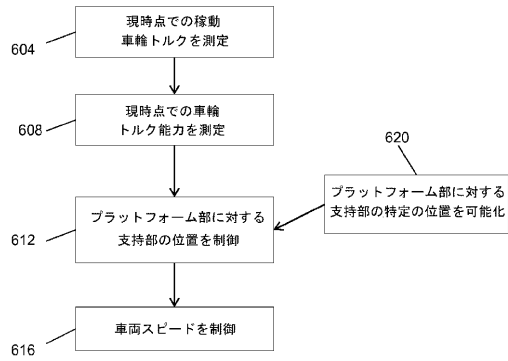 現時点での稼動
車輪トルクを測定
604
現時点での車輪
トルク能力を測定
608
620
プラットフォーム部に対する
支持部の特定の位置を可能化
プラットフォーム部に対する
支持部の位置を制御
612
車両スピードを制御
616